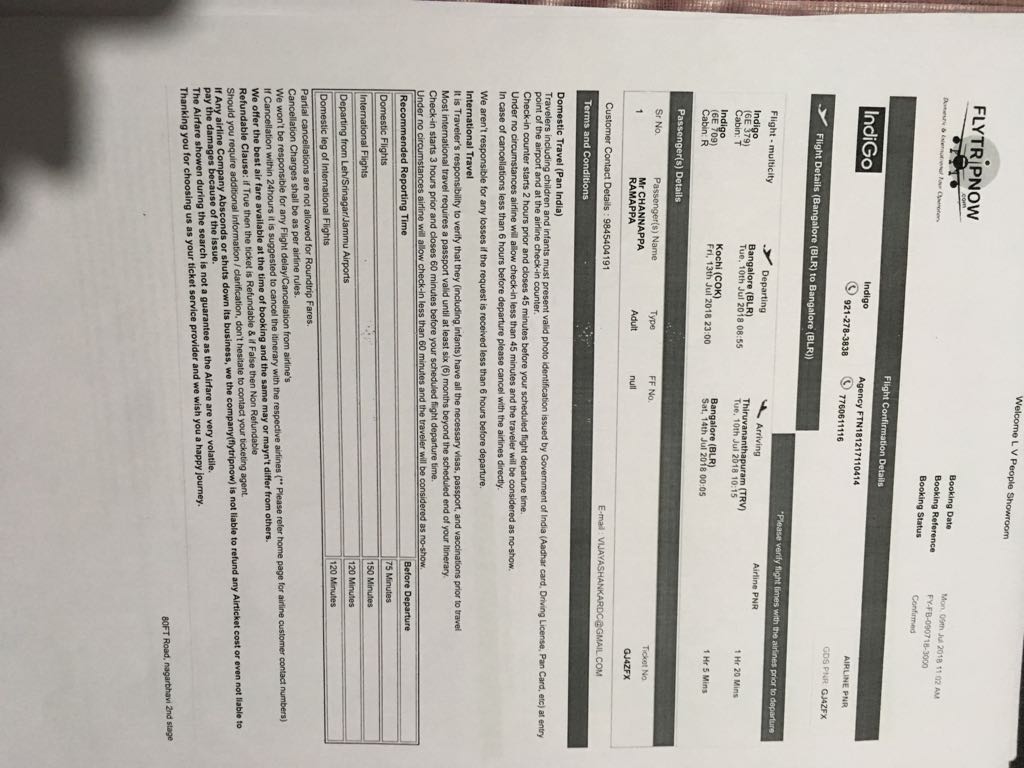 Welcome L V People Showroom
FLYTRIPNOW
.com
Booking Date Mon, 09th Jul 2018 11:02 AM
Booking Reference FY-FB-090718-3000
Booking Status Confirmed
Flight Confirmation Details
IndiGo
Indigo
921-278-3838
Agency FTN181217110414
7760611116
AIRLINE PNR
GDS PNR GJ4ZFX
Flight Details (Bangalore (BLR) to Bangalore (BLR))
*Please verify flight times with the airlines prior to departure
Flight - multicity Departing Arriving Airline PNR
Indigo Bangalore (BLR) Thiruvananthapuram (TRV) 1 Hr 20 Mins
(6E 379) Tue, 10th Jul 2018 08:55 Tue, 10th Jul 2018 10:15
Cabin: T
Indigo Kochi (COK) Bangalore (BLR) 1 Hr 5 Mins
(6E 709) Fri, 13th Jul 2018 23:00 Sat, 14th Jul 2018 00:05
Cabin: R
Passenger(s) Details
Sr No. Passenger(s) Name Type FF No. Ticket No.
1 Mr CHANNAPPA Adult null GJ4ZFX
RAMAPPA
Customer Contact Details : 9845404191 E-mail : VIJAYASHANKARDC@GMAIL.COM
Terms and Conditions
Domestic Travel (Pan India)
Travelers including children and infants must present valid photo identification issued by Government of India (Aadhar card, Driving License, Pan Card, etc) at entry
point of the airport and at the airline check-in counter.
Check-in counter starts 2 hours prior and closes 45 minutes before your scheduled flight departure time.
Under no circumstances airline will allow check-in less than 45 minutes and the traveler will be considered as no-show.
In case of cancellations less than 6 hours before departure please cancel with the airlines directly.
We aren't responsible for any losses if the request is received less than 6 hours before departure.
International Travel
It is Traveler's responsibility to verify that they (including infants) have all the necessary visas, passport, and vaccinations prior to travel
Most international travel requires a passport valid until at least six (6) months beyond the scheduled end of your itinerary.
Check-in starts 3 hours prior and closes 60 minutes before your scheduled flight departure time.
Under no circumstances airline will allow check-in less than 60 minutes and the traveler will be considered as no-show.
Recommended Reporting Time Before Departure
Domestic Flights 75 Minutes
International Flights 150 Minutes
Departing from Leh/Srinagar/Jammu Airports 120 Minutes
Domestic leg of International Flights 120 Minutes
Partial cancellations are not allowed for Roundtrip Fares.
Cancellation Charges shall be as per airline rules.
We won't be responsible for any Flight delay/Cancellation from airline's
If Cancellation within 24hours it is suggested to cancel the itinerary with the respective airlines (** Please refer home page for airline customer contact numbers)
We offer the best air fare available at the time of booking and the same may or mayn't differ from others.
Refundable Clause: if True then the ticket is Refundable & if False then Non Refundable
Should you require additional information / clarification, don't hesitate to contact your ticketing agent.
If Any airline Company Absconds or shuts down its business, we the company(flytripnow) is not liable to refund any Airticket cost or even not liable to
pay the damages because of the issue.
The Airfare showen during the search is not a guarantee as the Airfare are very volatile.
Thanking you for choosing us as your ticket service provider and we wish you a happy journey.
80FT Road, nagarbhavi 2nd stage